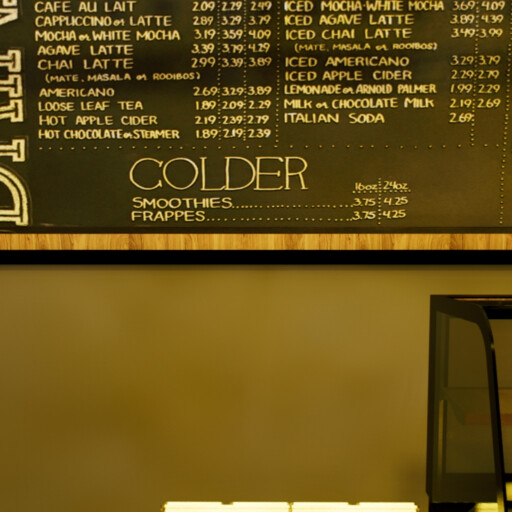 CAFE AU LAIT 2.09 2.29 2.49
CAPPUCCINO or LATTE 2.89 3.29 3.79
MOCHA or WHITE MOCHA 3.19 3.59 4.09
AGAVE LATTE 3.39 3.79 4.29
CHAI LATTE 2.99 3.39 3.89
(MATE, MASALA or ROOIBOS)
AMERICANO 2.69 3.29 3.89
LOOSE LEAF TEA 1.89 2.09 2.29
HOT APPLE CIDER 2.19 2.39 2.79
HOT CHOCOLATE or STEAMER 1.89 2.19 2.39
ICED MOCHA·WHITE MOCHA 3.69 4.09
ICED AGAVE LATTE 3.89 4.39
ICED CHAI LATTE 3.49 3.99
(MATE, MASALA or ROOIBOS)
ICED AMERICANO 3.29 3.79
ICED APPLE CIDER 2.29 2.79
LEMONADE or ARNOLD PALMER 1.99 2.29
MILK or CHOCOLATE MILK 2.19 2.69
ITALIAN SODA 2.69
COLDER
16oz. 24oz.
SMOOTHIES 3.75 4.25
FRAPPES 3.75 4.25